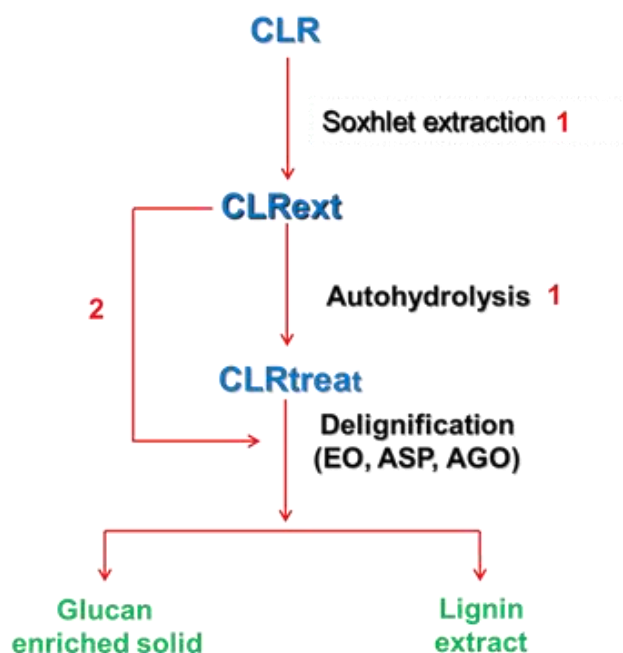 CLR
Soxhlet extraction 1
CLRext
2
Autohydrolysis 1
CLRtreat
Delignification
(EO, ASP, AGO)
Glucan
enriched solid
Lignin
extract